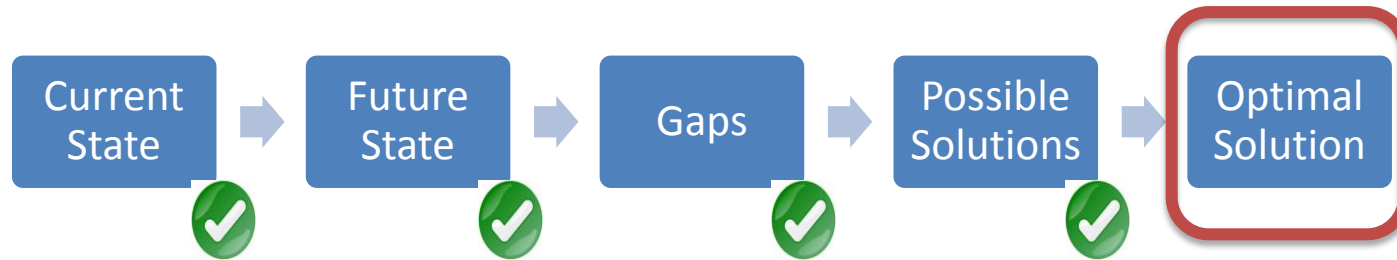 Current
State
Future
State
Gaps
Possible
Solutions
Optimal
Solution